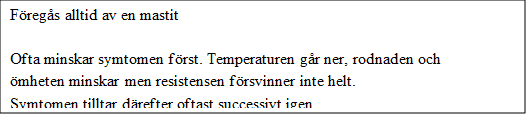 Föregås alltid av en mastit
Ofta minskar symtomen först. Temperaturen går ner, rodnaden och
ömheten minskar men resistensen försvinner inte helt.
Symtomen tilltar därefter oftast successivt igen